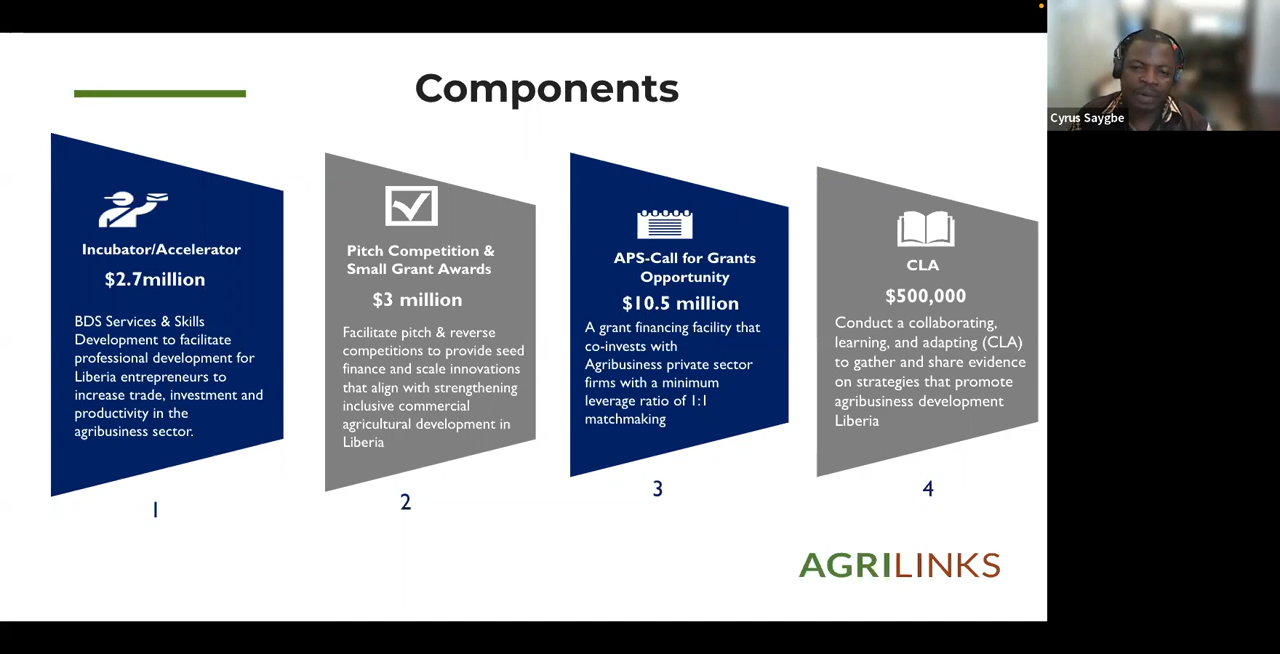 Components
Incubator/Accelerator
$2.7million
BDS Services & Skills
Development to facilitate
professional development for
Liberia entrepreneurs to
increase trade, investment and
productivity in the
agribusiness sector.
1
Pitch Competition &
Small Grant Awards
$3 million
Facilitate pitch & reverse
competitions to provide seed
finance and scale innovations
that align with strengthening
inclusive commercial
agricultural development in
Liberia
2
APS-Call for Grants
Opportunity
$10.5 million
A grant financing facility that
co-invests with
Agribusiness private sector
firms with a minimum
leverage ratio of 1:1
matchmaking
3
CLA
$500,000
Conduct a collaborating,
learning, and adapting (CLA)
to gather and share evidence
on strategies that promote
agribusiness development
Liberia
4
AGRILINKS
Cyrus Saygbe